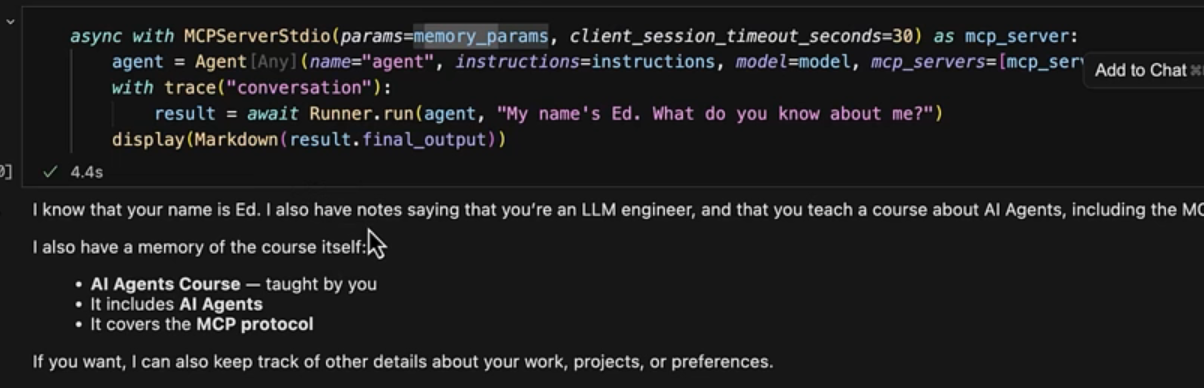 async with MCPServerStdio(params=memory_params, client_session_timeout_seconds=30) as mcp_server:
agent = Agent[Any](name="agent", instructions=instructions, model=model, mcp_servers=[mcp_ser
Add to Chat
with trace("conversation"):
result = await Runner.run(agent, "My name's Ed. What do you know about me?")
display(Markdown(result.final_output))
]
✓ 4.4s
I know that your name is Ed. I also have notes saying that you're an LLM engineer, and that you teach a course about AI Agents, including the MC
I also have a memory of the course itself:
• AI Agents Course — taught by you
• It includes AI Agents
• It covers the MCP protocol
If you want, I can also keep track of other details about your work, projects, or preferences.